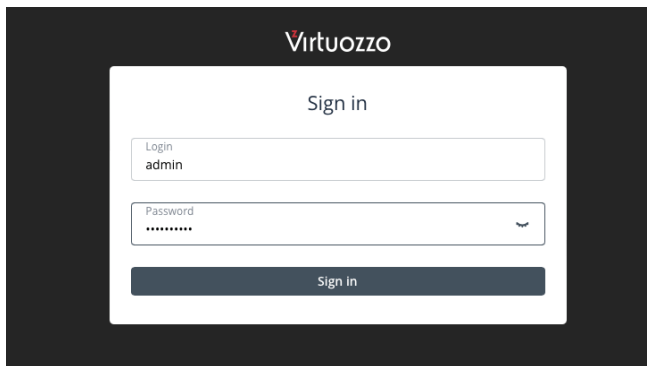 Virtuozzo
Sign in
Login
admin
Password
••••••••••
Sign in